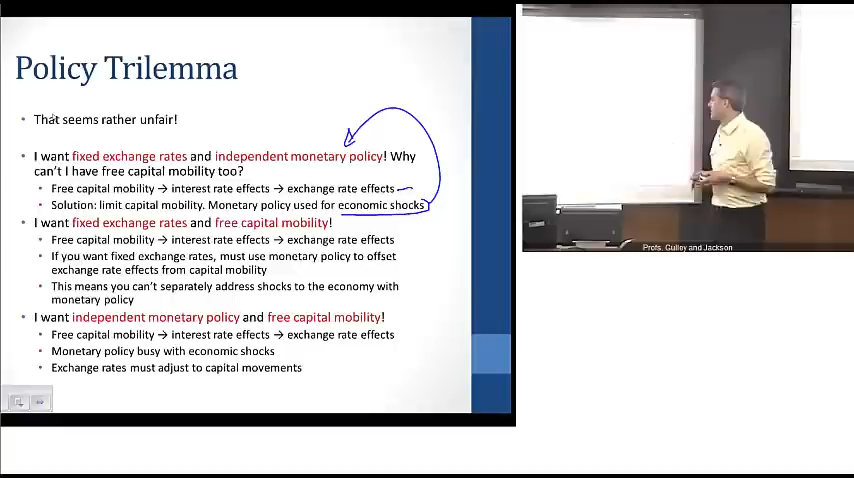 Policy Trilemma
• That seems rather unfair!
• I want fixed exchange rates and independent monetary policy! Why
can't I have free capital mobility too?
• Free capital mobility → interest rate effects → exchange rate effects
• Solution: limit capital mobility. Monetary policy used for economic shocks
• I want fixed exchange rates and free capital mobility!
• Free capital mobility → interest rate effects → exchange rate effects
• If you want fixed exchange rates, must use monetary policy to offset
exchange rate effects from capital mobility
• This means you can't separately address shocks to the economy with
monetary policy
• I want independent monetary policy and free capital mobility!
• Free capital mobility → interest rate effects → exchange rate effects
• Monetary policy busy with economic shocks
• Exchange rates must adjust to capital movements
Profs. Culley and Jackson